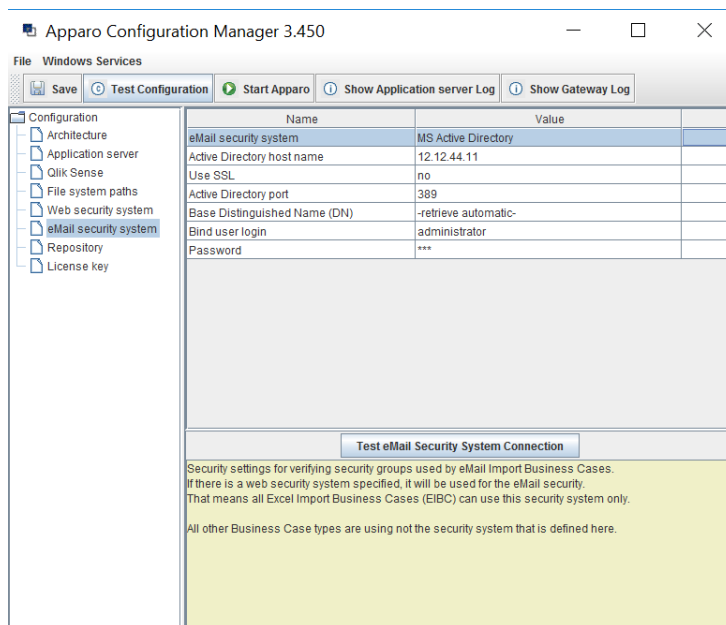 Apparo Configuration Manager 3.450
File Windows Services
Save Test Configuration Start Apparo Show Application server Log Show Gateway Log
Configuration
Architecture
Application server
Qlik Sense
File system paths
Web security system
eMail security system
Repository
License key
Name Value
eMail security system MS Active Directory
Active Directory host name 12.12.44.11
Use SSL no
Active Directory port 389
Base Distinguished Name (DN) -retrieve automatic-
Bind user login administrator
Password ***
Test eMail Security System Connection
Security settings for verifying security groups used by eMail Import Business Cases.
If there is a web security system specified, it will be used for the eMail security.
That means all Excel Import Business Cases (EIBC) can use this security system only.
All other Business Case types are using not the security system that is defined here.